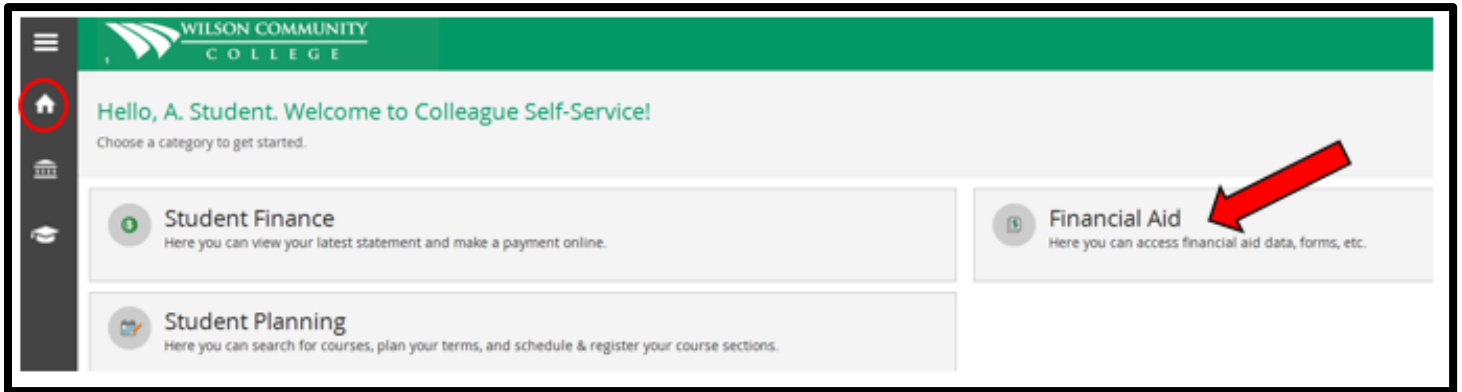 WILSON COMMUNITY
COLLEGE
Hello, A. Student. Welcome to Colleague Self-Service!
Choose a category to get started.
Student Finance
Here you can view your latest statement and make a payment online.
Financial Aid
Here you can access financial aid data, forms, etc.
Student Planning
Here you can search for courses, plan your terms, and schedule & register your course sections.